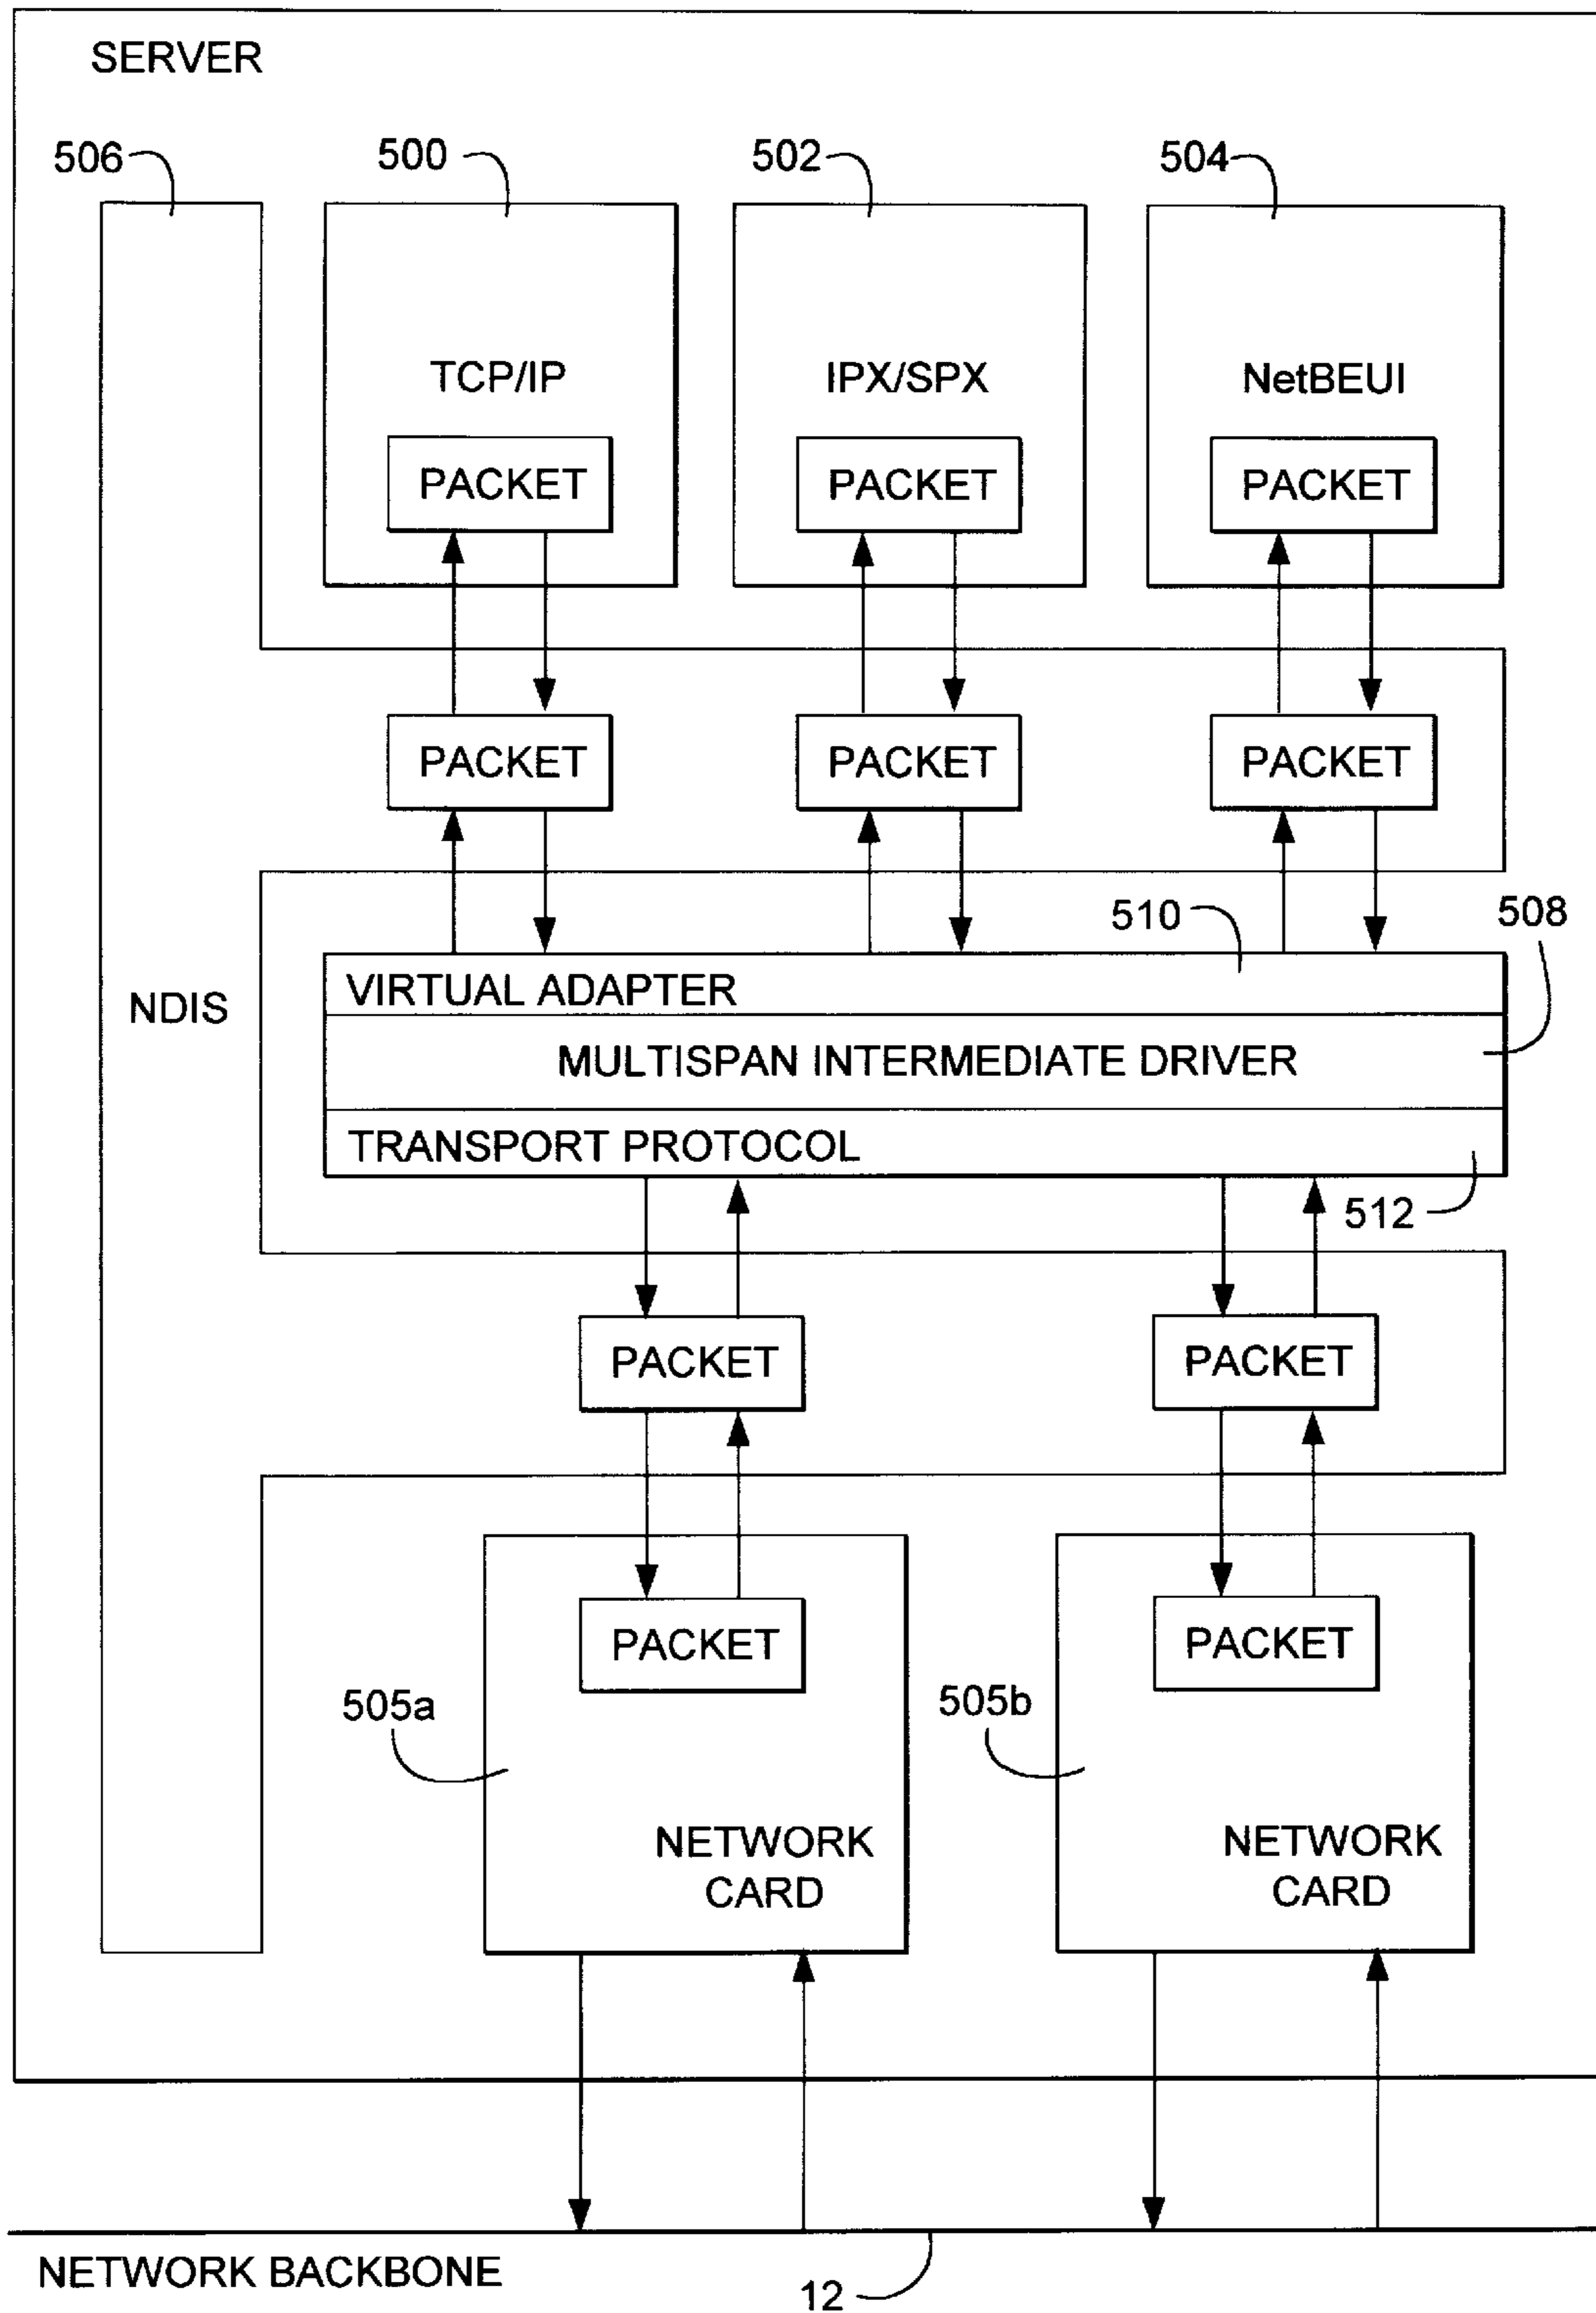 SERVER
506
500
502
504
TCP/IP
IPX/SPX
NetBEUI
PACKET
PACKET
PACKET
PACKET
PACKET
PACKET
510
508
NDIS
VIRTUAL ADAPTER
MULTISPAN INTERMEDIATE DRIVER
TRANSPORT PROTOCOL
512
PACKET
PACKET
PACKET
PACKET
505a
505b
NETWORK
CARD
NETWORK
CARD
NETWORK BACKBONE
12